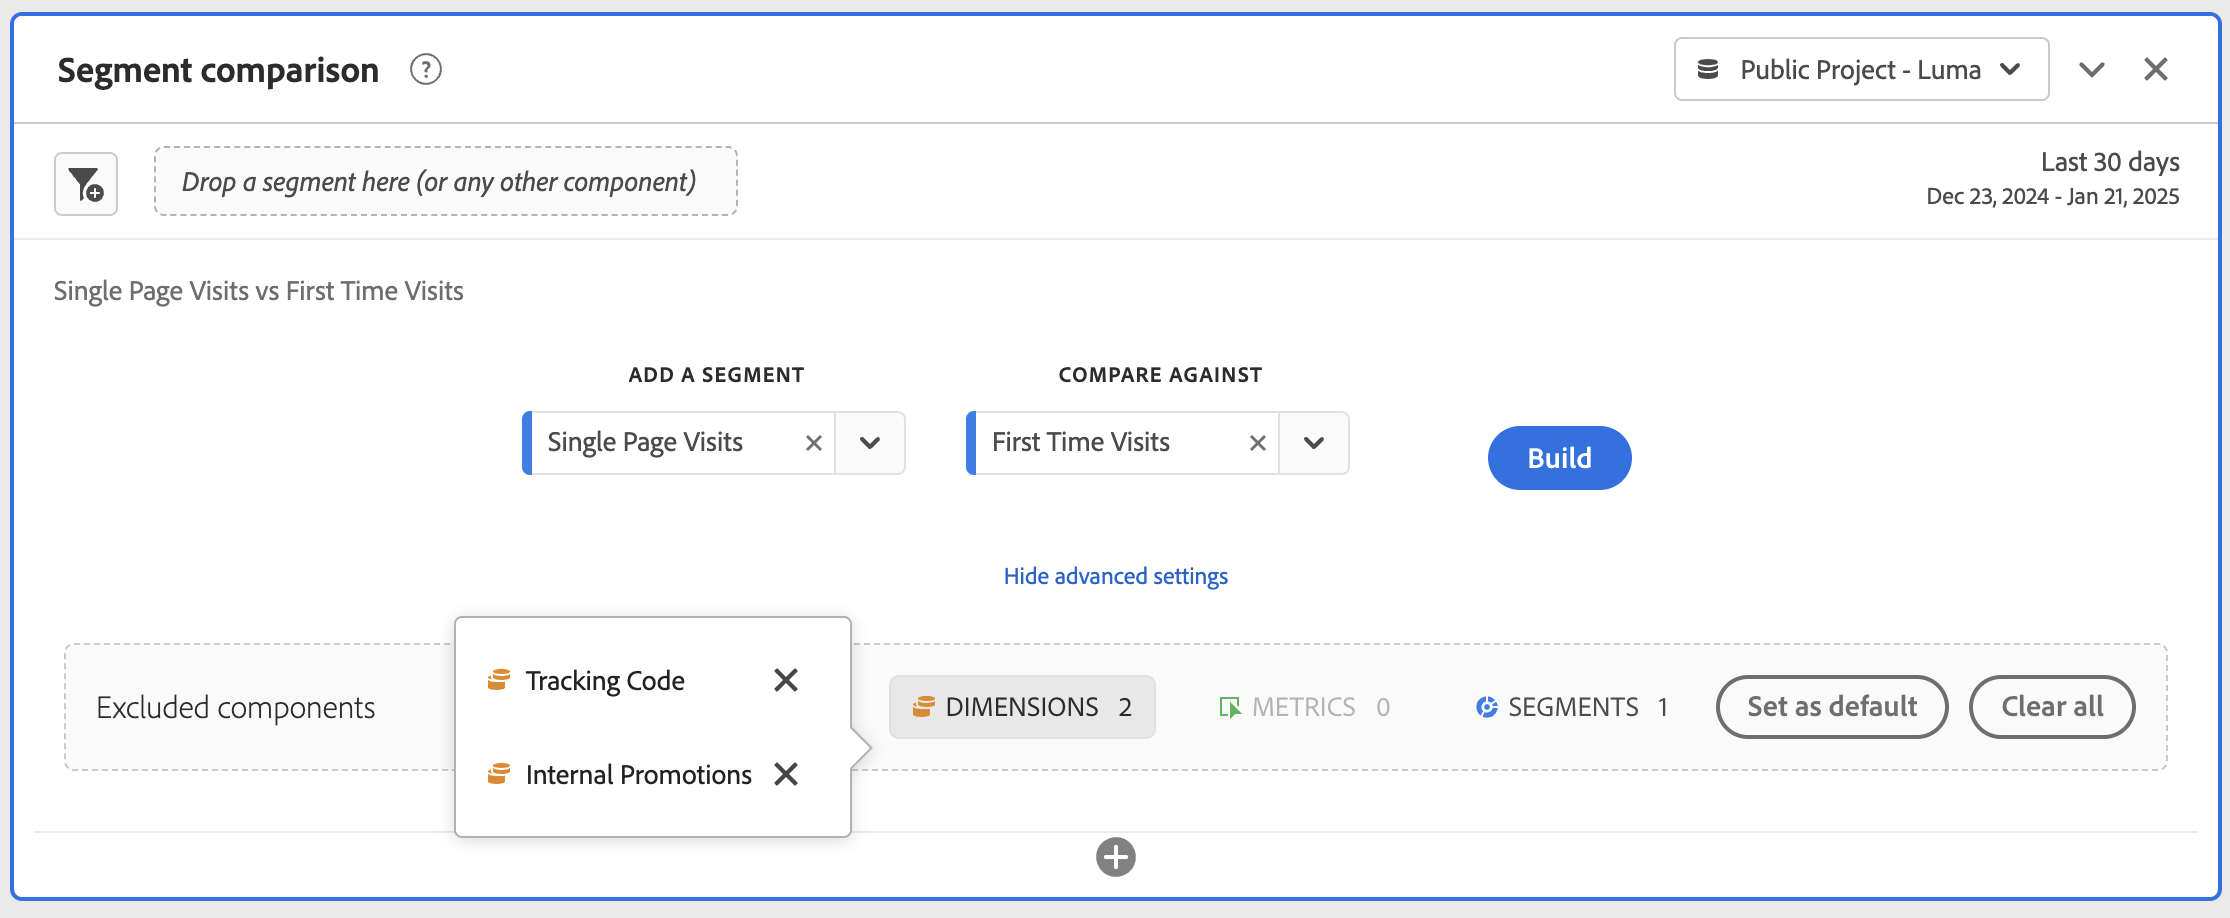 Segment comparison ?
Public Project - Luma
Drop a segment here (or any other component)
Last 30 days
Dec 23, 2024 - Jan 21, 2025
Single Page Visits vs First Time Visits
ADD A SEGMENT
COMPARE AGAINST
Single Page Visits
First Time Visits
Build
Hide advanced settings
Excluded components
Tracking Code
Internal Promotions
DIMENSIONS 2
METRICS 0
SEGMENTS 1
Set as default
Clear all